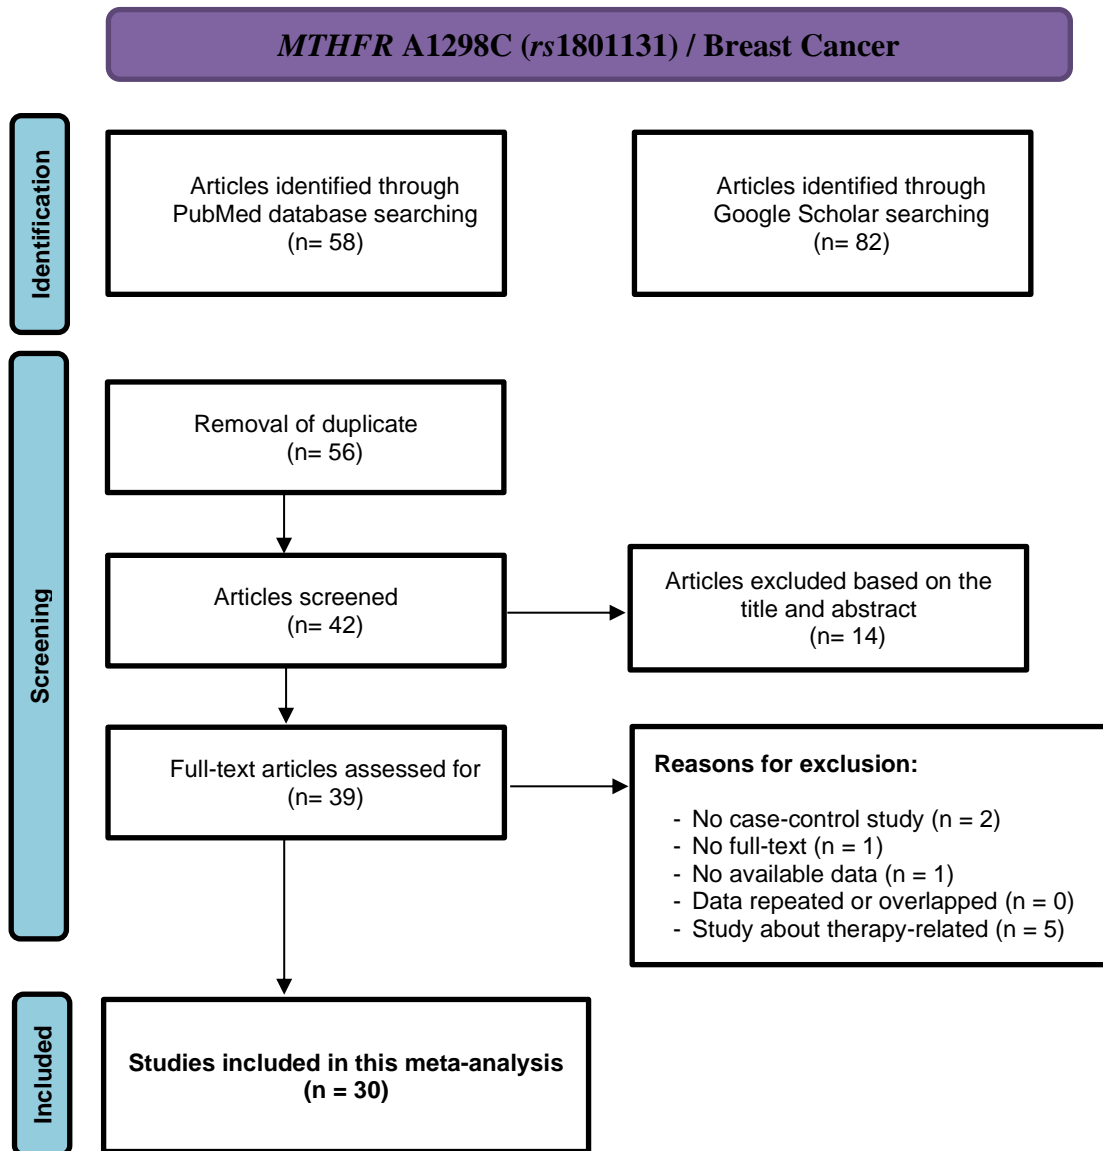 MTHFR A1298C (rs1801131) / Breast Cancer
Identification
Articles identified through
PubMed database searching
(n= 58)
Articles identified through
Google Scholar searching
(n= 82)
Screening
Removal of duplicate
(n= 56)
Articles screened
(n= 42)
Articles excluded based on the
title and abstract
(n= 14)
Full-text articles assessed for
(n= 39)
Reasons for exclusion:
- No case-control study (n = 2)
- No full-text (n = 1)
- No available data (n = 1)
- Data repeated or overlapped (n = 0)
- Study about therapy-related (n = 5)
Included
Studies included in this meta-analysis
(n = 30)